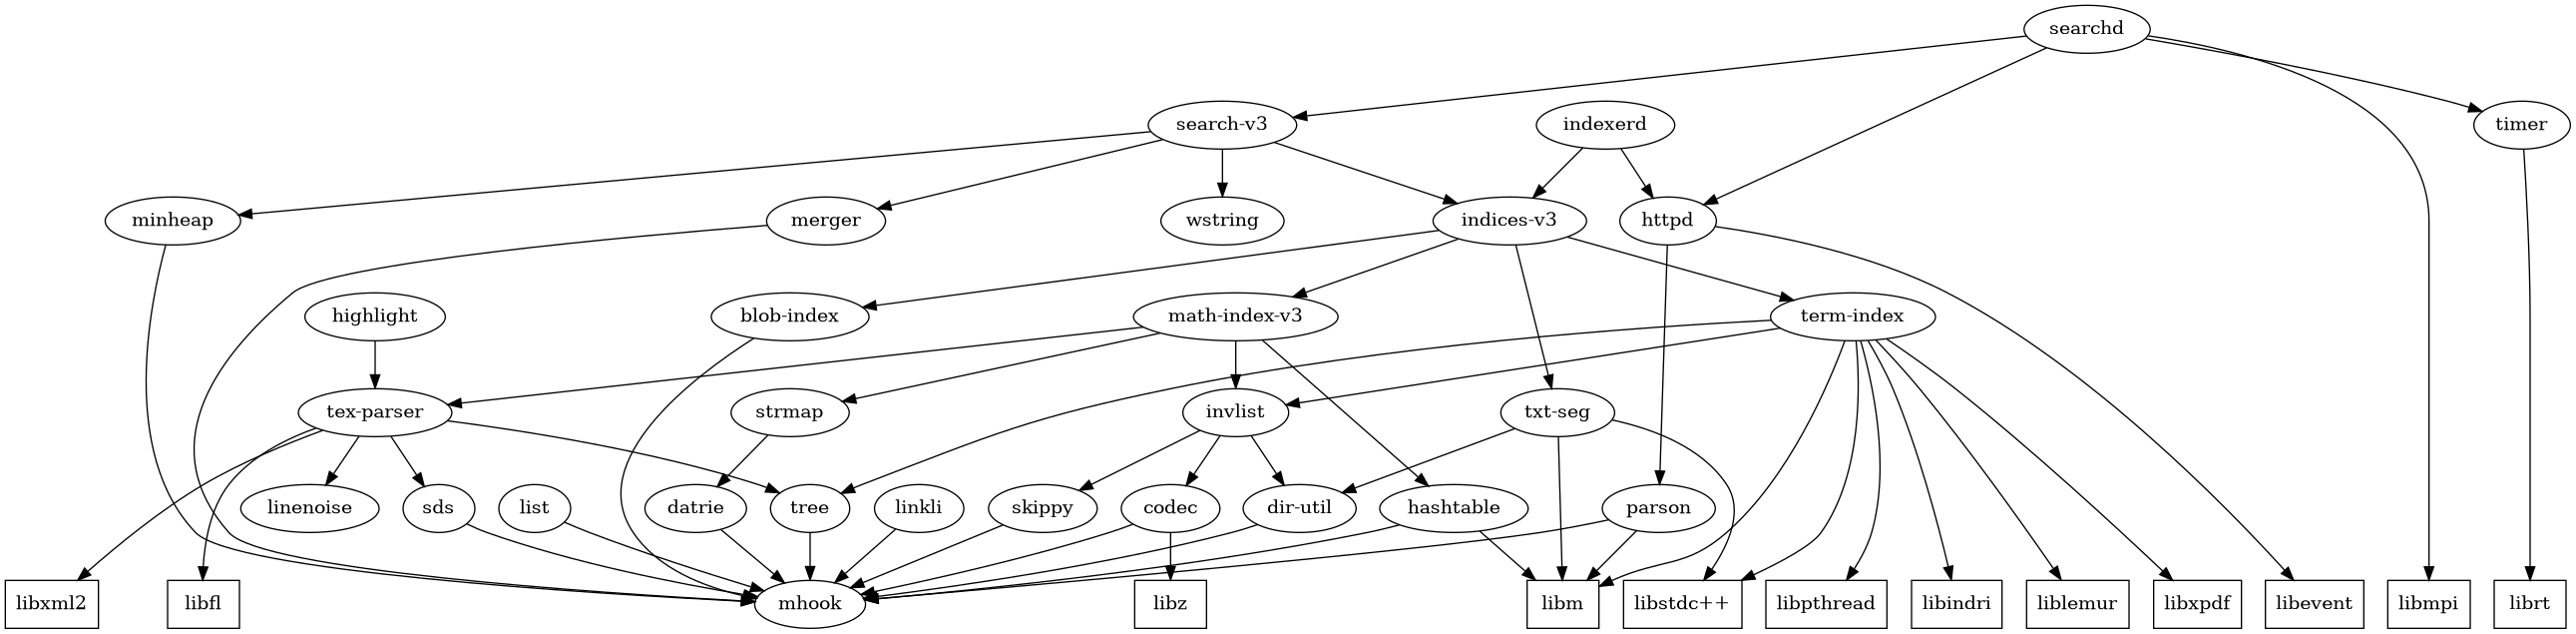 searchd
search-v3
indexerd
timer
minheap
merger
wstring
indices-v3
httpd
highlight
blob-index
math-index-v3
term-index
tex-parser
strmap
invlist
txt-seg
linenoise
sds
list
datrie
tree
linkli
skippy
codec
dir-util
hashtable
parson
libxml2
libfl
mhook
libz
libm
libstdc++
libpthread
libindri
liblemur
libxpdf
libevent
libmpi
librt